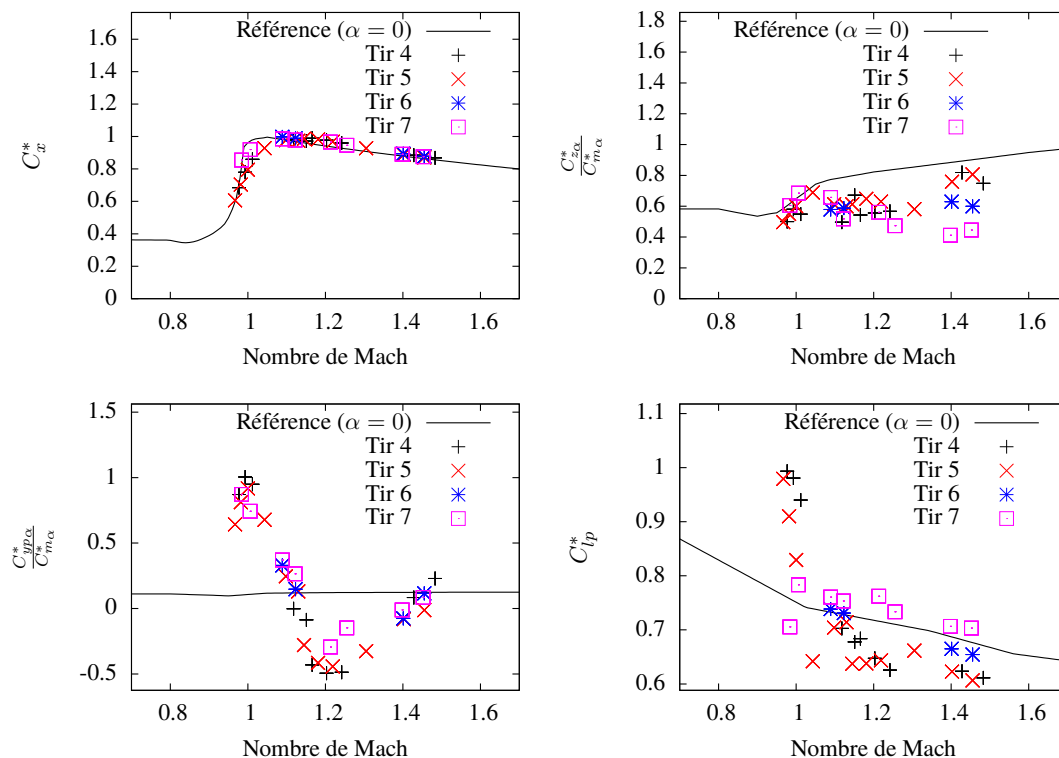 1.6
1.4
1.2
1
0.8
0.6
0.4
0.2
0
C*x
Référence (α = 0)
Tir 4
Tir 5
Tir 6
Tir 7
0.8 1 1.2 1.4 1.6
Nombre de Mach
1.8
1.6
1.4
1.2
1
0.8
0.6
0.4
0.2
0
C*zα / C*mα
Référence (α = 0)
Tir 4
Tir 5
Tir 6
Tir 7
0.8 1 1.2 1.4 1.6
Nombre de Mach
1.5
1
0.5
0
-0.5
C*ypα / C*mα
Référence (α = 0)
Tir 4
Tir 5
Tir 6
Tir 7
0.8 1 1.2 1.4 1.6
Nombre de Mach
1.1
1
0.9
0.8
0.7
0.6
C*lp
Référence (α = 0)
Tir 4
Tir 5
Tir 6
Tir 7
0.8 1 1.2 1.4 1.6
Nombre de Mach